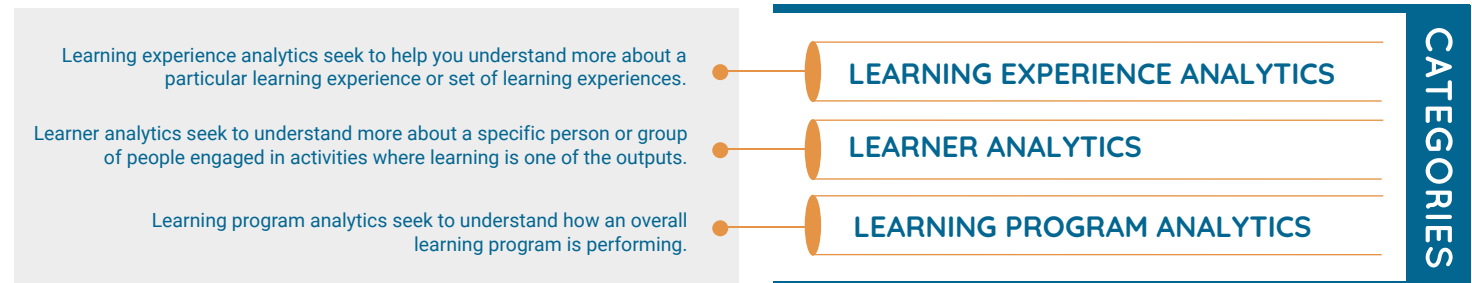 Learning experience analytics seek to help you understand more about a
particular learning experience or set of learning experiences.
LEARNING EXPERIENCE ANALYTICS
Learner analytics seek to understand more about a specific person or group
of people engaged in activities where learning is one of the outputs.
LEARNER ANALYTICS
Learning program analytics seek to understand how an overall
learning program is performing.
LEARNING PROGRAM ANALYTICS
CATEGORIES